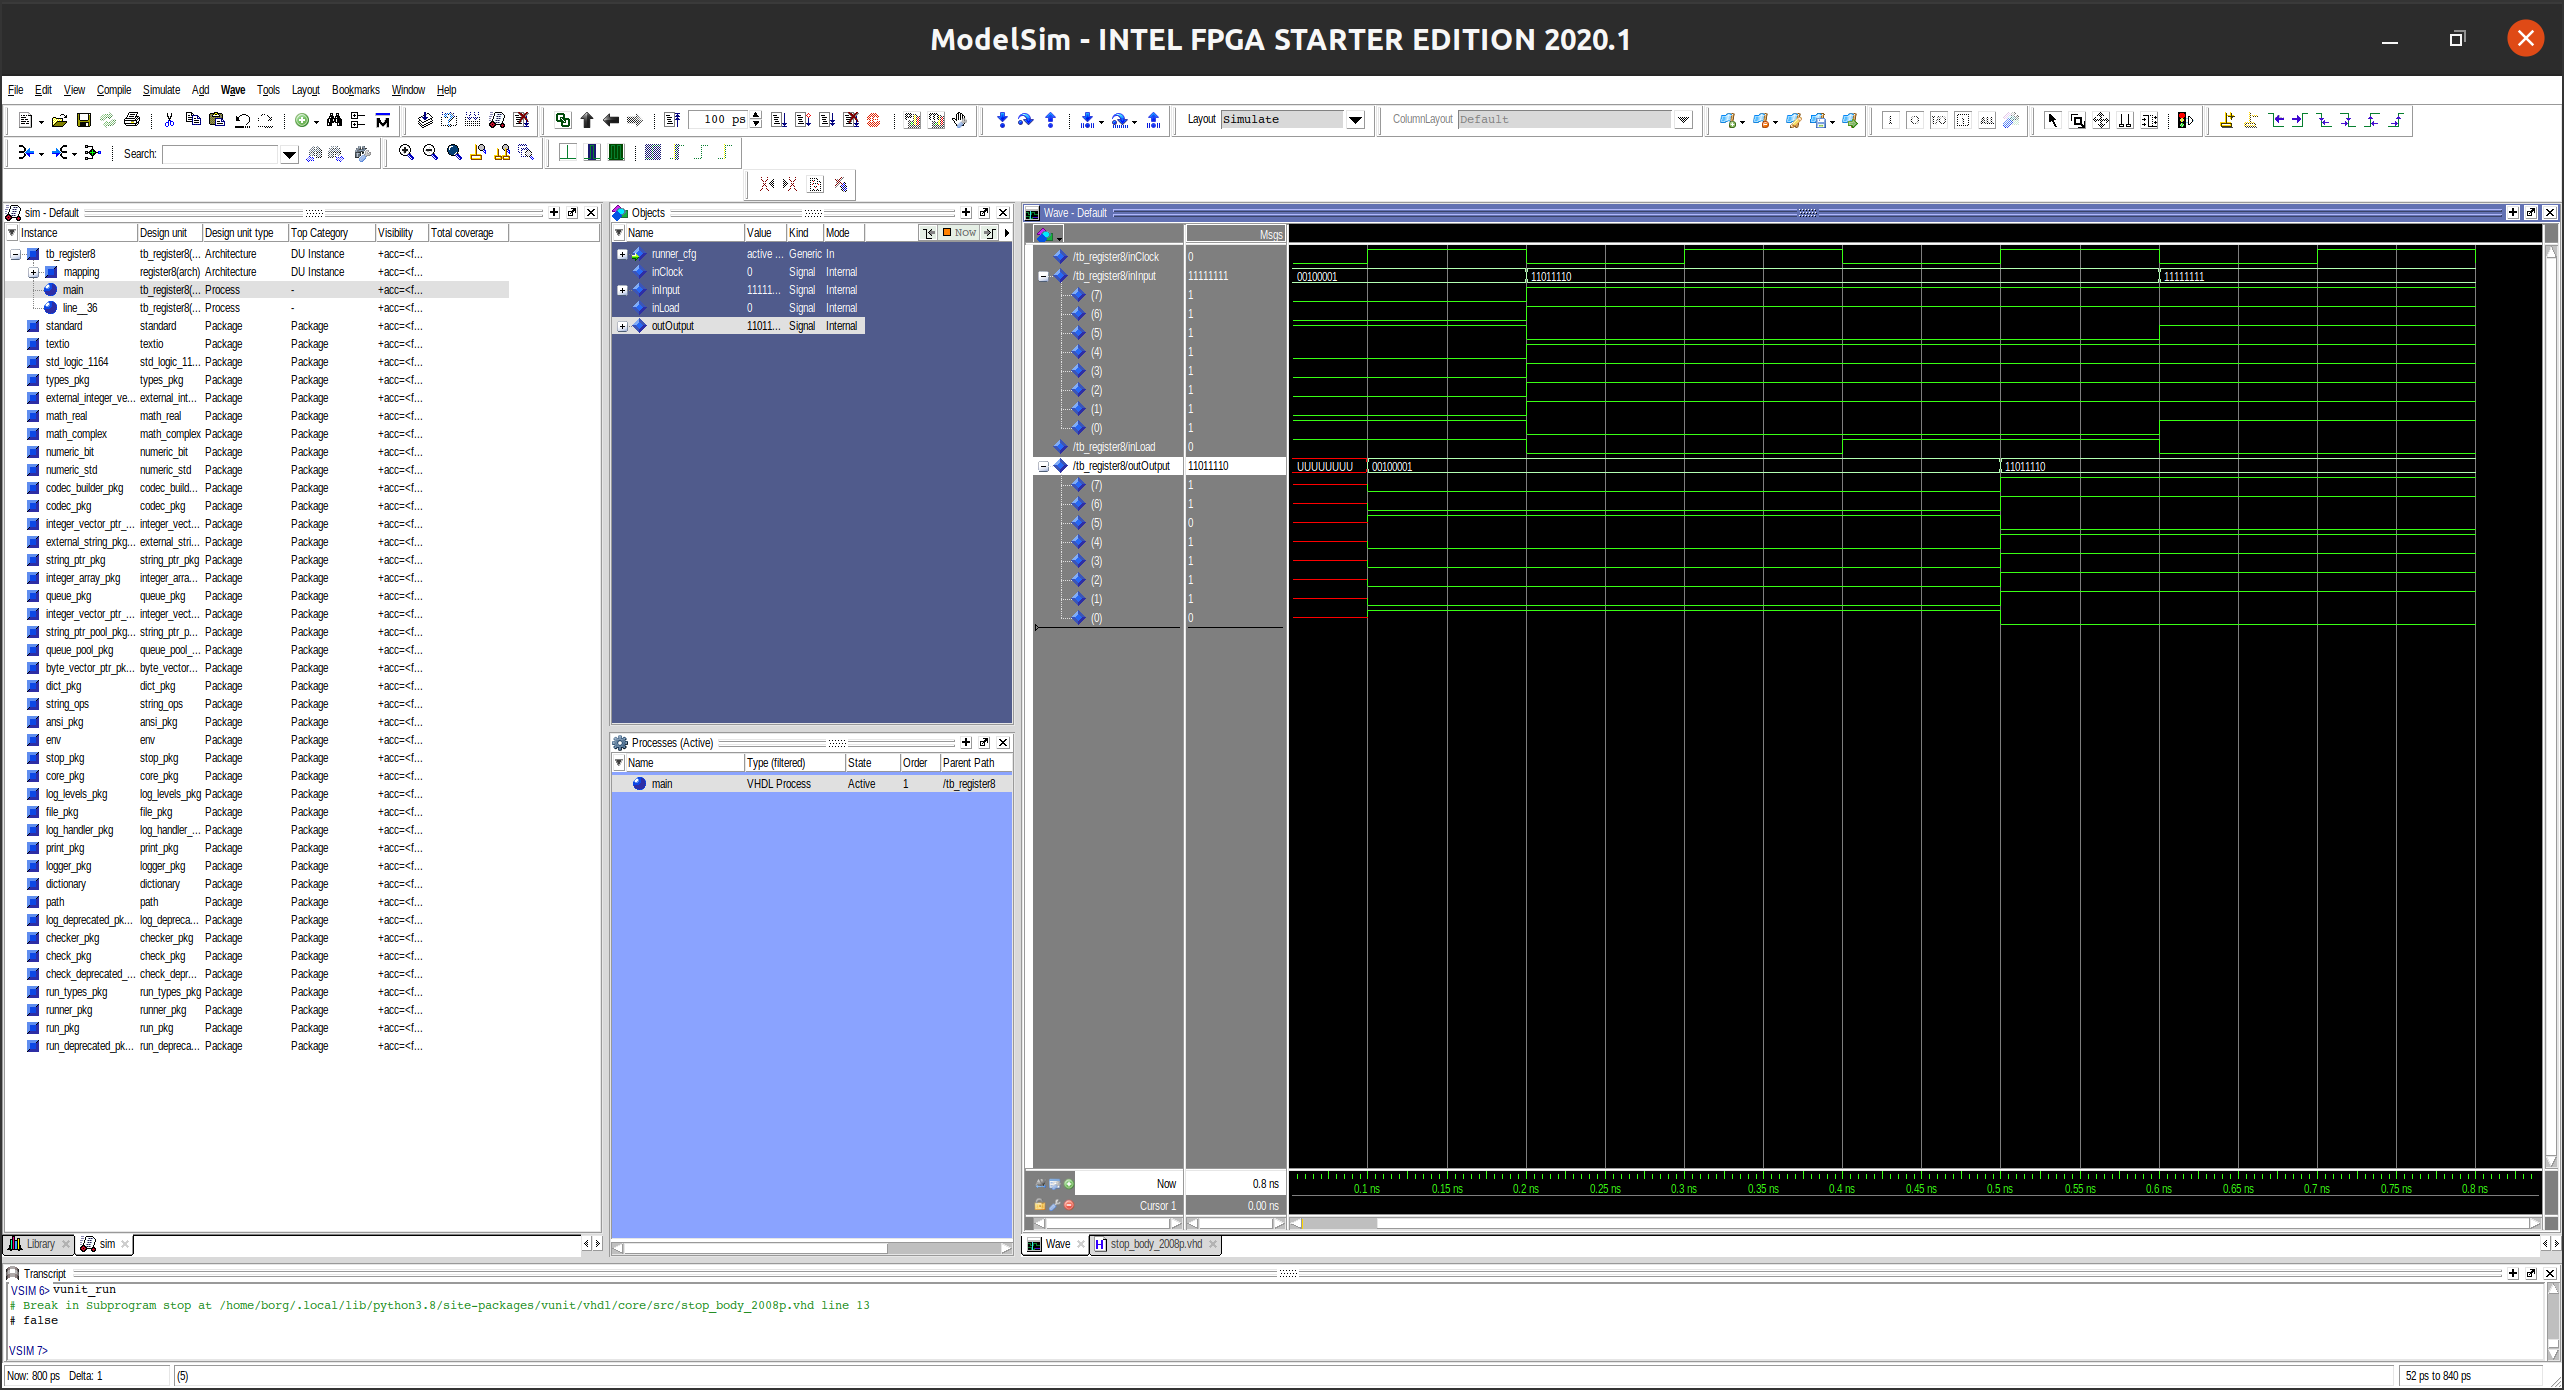 ModelSim - INTEL FPGA STARTER EDITION 2020.1
File Edit View Compile Simulate Add Wave Tools Layout Bookmarks Window Help
100 ps Layout Simulate ColumnLayout Default
Search:
sim - Default
Instance Design unit Design unit type Top Category Visibility Total coverage
tb_register8 tb_register8(... Architecture DU Instance +acc=<f...
mapping register8(arch) Architecture DU Instance +acc=<f...
main tb_register8(... Process - +acc=<f...
line__36 tb_register8(... Process - +acc=<f...
standard standard Package Package +acc=<f...
textio textio Package Package +acc=<f...
std_logic_1164 std_logic_11... Package Package +acc=<f...
types_pkg types_pkg Package Package +acc=<f...
external_integer_ve... external_int... Package Package +acc=<f...
math_real math_real Package Package +acc=<f...
math_complex math_complex Package Package +acc=<f...
numeric_bit numeric_bit Package Package +acc=<f...
numeric_std numeric_std Package Package +acc=<f...
codec_builder_pkg codec_build... Package Package +acc=<f...
codec_pkg codec_pkg Package Package +acc=<f...
integer_vector_ptr_... integer_vect... Package Package +acc=<f...
external_string_pkg... external_stri... Package Package +acc=<f...
string_ptr_pkg string_ptr_pkg Package Package +acc=<f...
integer_array_pkg integer_arra... Package Package +acc=<f...
queue_pkg queue_pkg Package Package +acc=<f...
integer_vector_ptr_... integer_vect... Package Package +acc=<f...
string_ptr_pool_pkg... string_ptr_p... Package Package +acc=<f...
queue_pool_pkg queue_pool_... Package Package +acc=<f...
byte_vector_ptr_pk... byte_vector... Package Package +acc=<f...
dict_pkg dict_pkg Package Package +acc=<f...
string_ops string_ops Package Package +acc=<f...
ansi_pkg ansi_pkg Package Package +acc=<f...
env env Package Package +acc=<f...
stop_pkg stop_pkg Package Package +acc=<f...
core_pkg core_pkg Package Package +acc=<f...
log_levels_pkg log_levels_pkg Package Package +acc=<f...
file_pkg file_pkg Package Package +acc=<f...
log_handler_pkg log_handler_... Package Package +acc=<f...
print_pkg print_pkg Package Package +acc=<f...
logger_pkg logger_pkg Package Package +acc=<f...
dictionary dictionary Package Package +acc=<f...
path path Package Package +acc=<f...
log_deprecated_pk... log_depreca... Package Package +acc=<f...
checker_pkg checker_pkg Package Package +acc=<f...
check_pkg check_pkg Package Package +acc=<f...
check_deprecated_... check_depr... Package Package +acc=<f...
run_types_pkg run_types_pkg Package Package +acc=<f...
runner_pkg runner_pkg Package Package +acc=<f...
run_pkg run_pkg Package Package +acc=<f...
run_deprecated_pk... run_depreca... Package Package +acc=<f...
Library sim
Objects
Name Value Kind Mode Now
runner_cfg active ... Generic In
inClock 0 Signal Internal
inInput 11111... Signal Internal
inLoad 0 Signal Internal
outOutput 11011... Signal Internal
Processes (Active)
Name Type (filtered) State Order Parent Path
main VHDL Process Active 1 /tb_register8
Wave - Default
Msgs
/tb_register8/inClock 0
/tb_register8/inInput 11111111 00100001 11011110 11111111
(7) 1
(6) 1
(5) 1
(4) 1
(3) 1
(2) 1
(1) 1
(0) 1
/tb_register8/inLoad 0
/tb_register8/outOutput 11011110 UUUUUUUU 00100001 11011110
(7) 1
(6) 1
(5) 0
(4) 1
(3) 1
(2) 1
(1) 1
(0) 0
Now 0.8 ns 0.1 ns 0.15 ns 0.2 ns 0.25 ns 0.3 ns 0.35 ns 0.4 ns 0.45 ns 0.5 ns 0.55 ns 0.6 ns 0.65 ns 0.7 ns 0.75 ns 0.8 ns
Cursor 1 0.00 ns
Wave stop_body_2008p.vhd
Transcript
VSIM 6> vunit_run
# Break in Subprogram stop at /home/borg/.local/lib/python3.8/site-packages/vunit/vhdl/core/src/stop_body_2008p.vhd line 13
# false
VSIM 7>
Now: 800 ps Delta: 1 (5) 52 ps to 840 ps